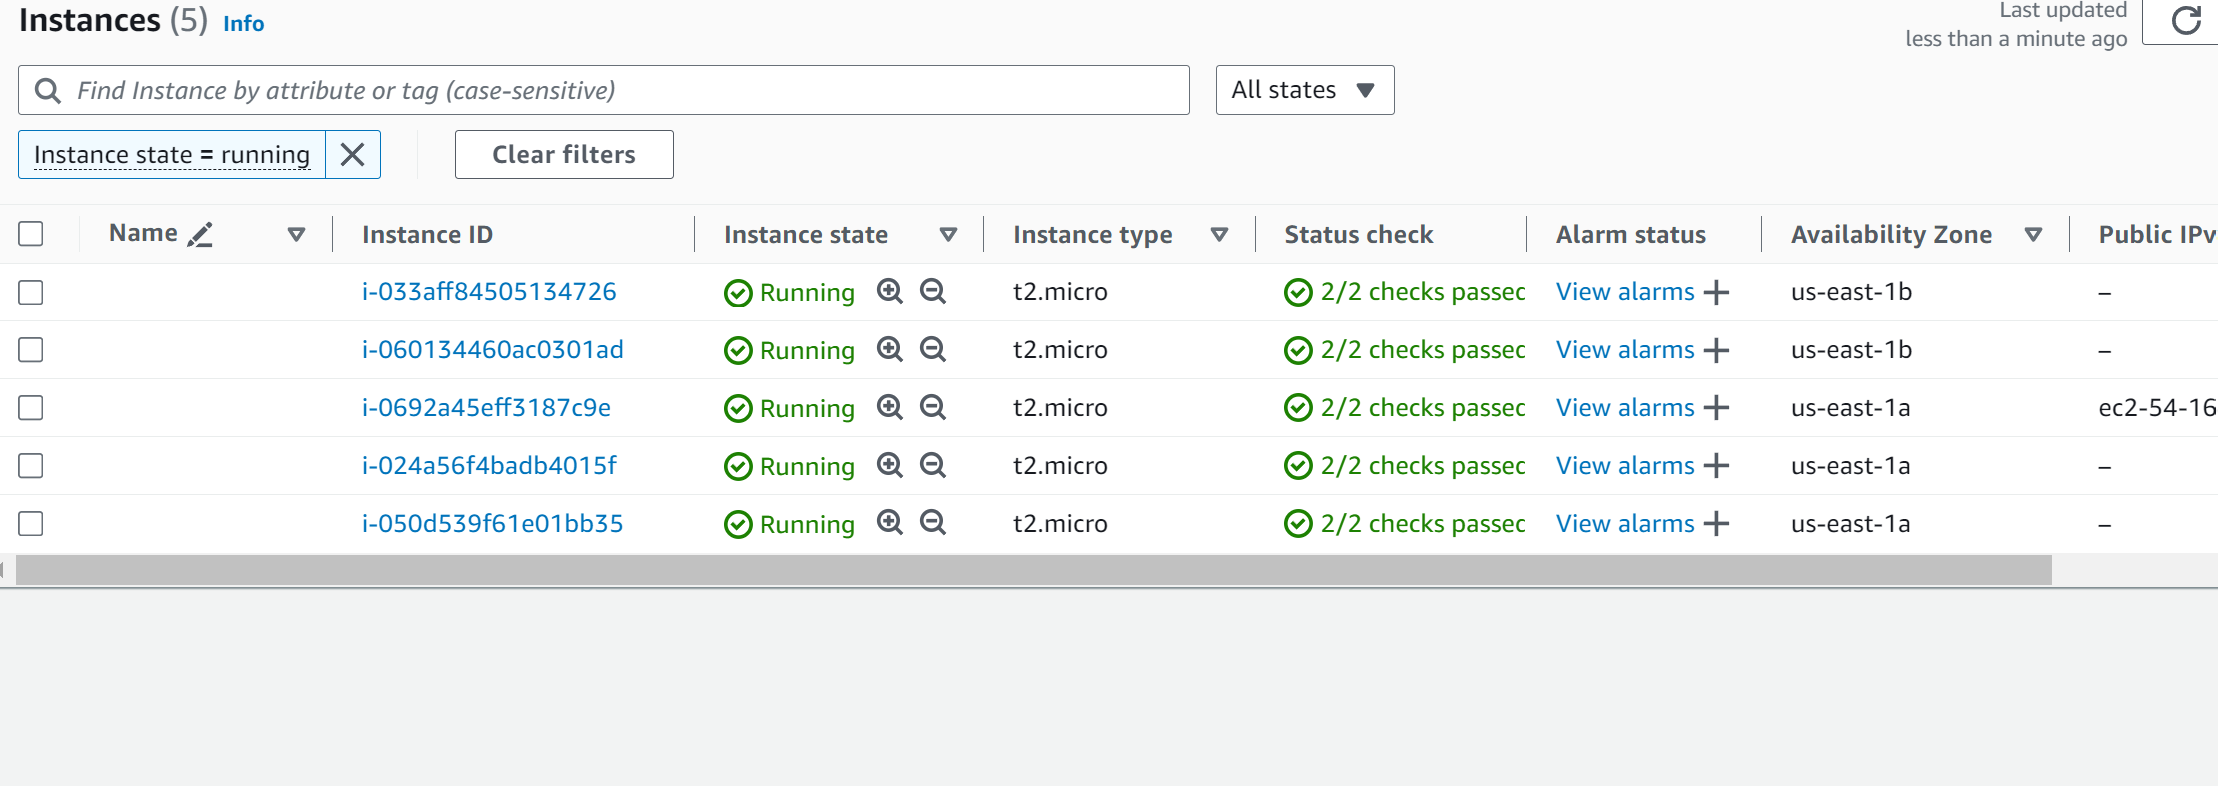 Instances (5) Info
Last updated
less than a minute ago
Find Instance by attribute or tag (case-sensitive)
All states
Instance state = running
Clear filters
Name Instance ID Instance state Instance type Status check Alarm status Availability Zone Public IPv
i-033aff84505134726 Running t2.micro 2/2 checks passed View alarms us-east-1b –
i-060134460ac0301ad Running t2.micro 2/2 checks passed View alarms us-east-1b –
i-0692a45eff3187c9e Running t2.micro 2/2 checks passed View alarms us-east-1a ec2-54-16
i-024a56f4badb4015f Running t2.micro 2/2 checks passed View alarms us-east-1a –
i-050d539f61e01bb35 Running t2.micro 2/2 checks passed View alarms us-east-1a –